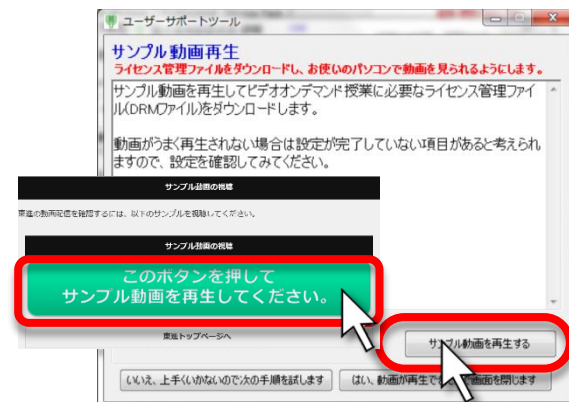 ユーザーサポートツール
サンプル動画再生
ライセンス管理ファイルをダウンロードし、お使いのパソコンで動画を見られるようにします。
サンプル動画を再生してビデオオンデマンド授業に必要なライセンス管理ファイ
ル(DRMファイル)をダウンロードします。
動画がうまく再生されない場合は設定が完了していない項目があると考えられ
ますので、設定を確認してみてください。
サンプル動画の視聴
東進の動画配信を確認するには、以下のサンプルを視聴してください。
サンプル動画の視聴
このボタンを押して
サンプル動画を再生してください。
東進トップページへ
サンプル動画を再生する
いいえ、上手くいかないので次の手順を試します
はい、動画が再生でき 画面を閉じます